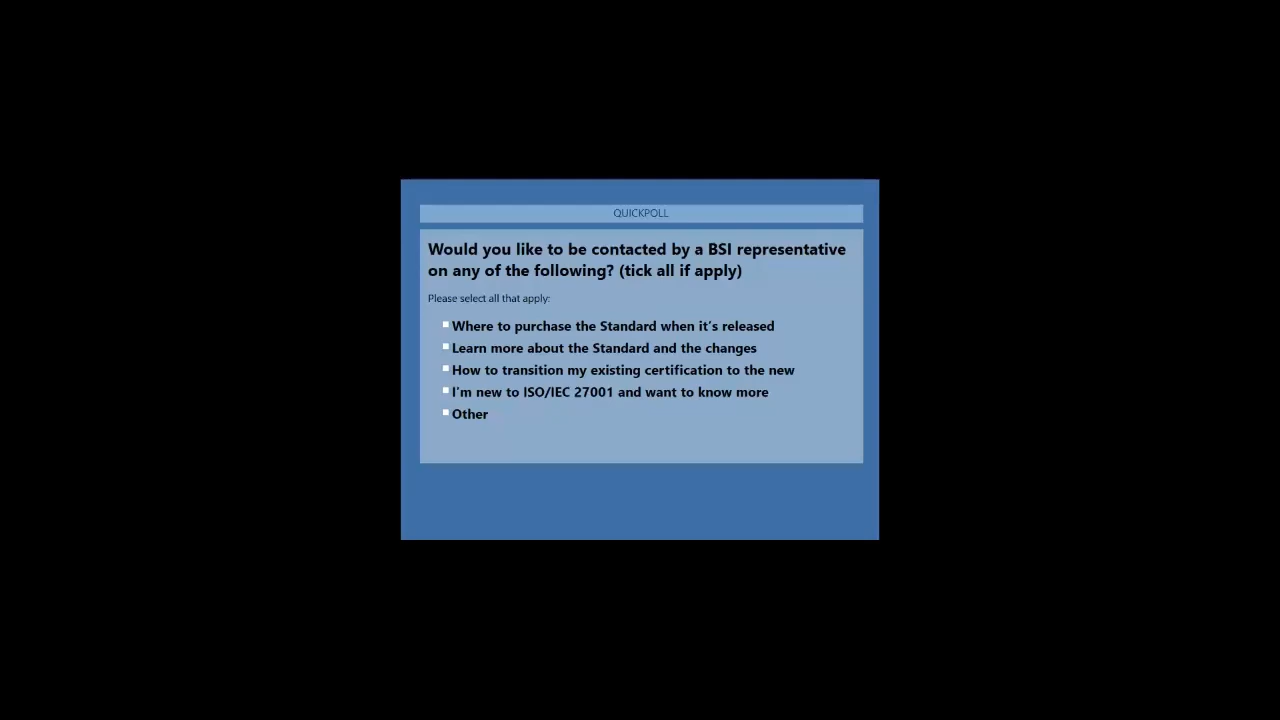 QUICKPOLL
Would you like to be contacted by a BSI representative
on any of the following? (tick all if apply)
Please select all that apply:
Where to purchase the Standard when it's released
Learn more about the Standard and the changes
How to transition my existing certification to the new
I'm new to ISO/IEC 27001 and want to know more
Other